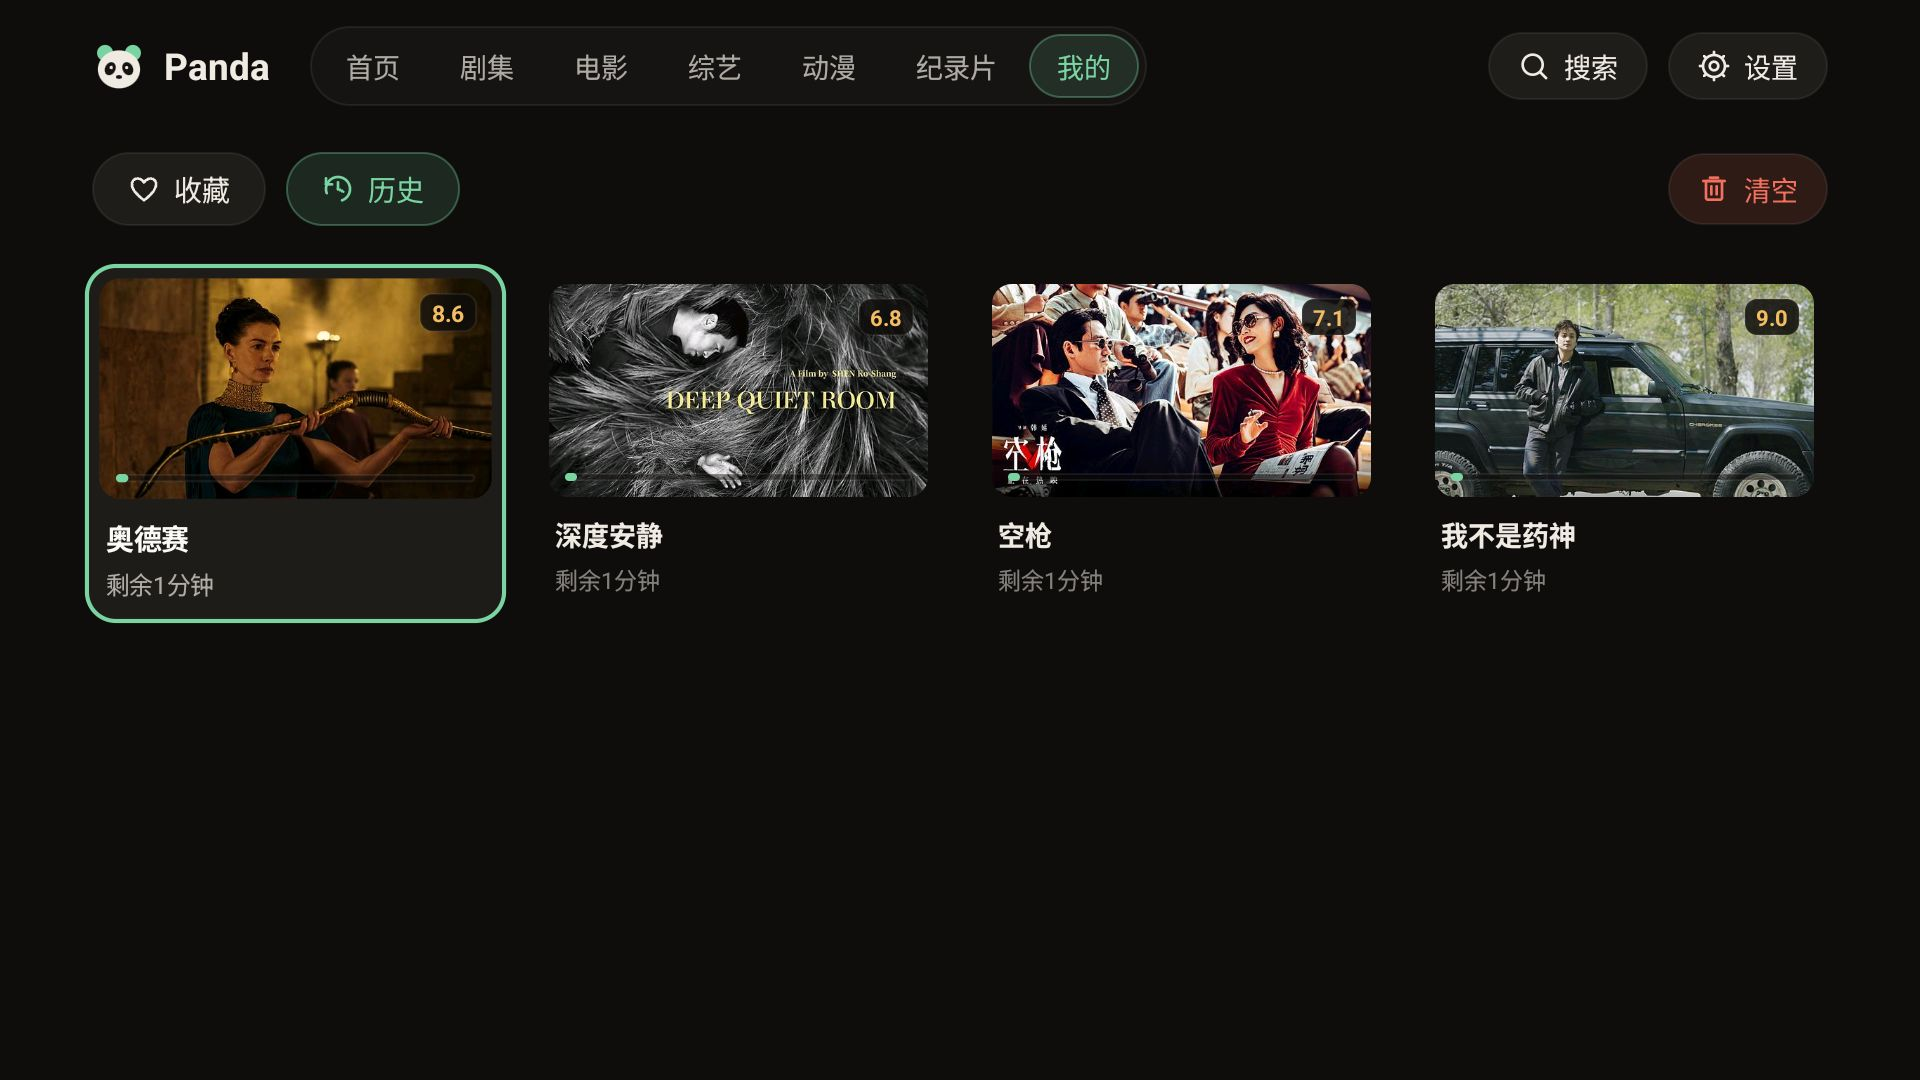 Panda
首页
剧集
电影
综艺
动漫
纪录片
我的
搜索
设置
收藏
历史
清空
8.6
6.8
7.1
9.0
A Film by SHEN Ko-Shang
DEEP QUIET ROOM
空枪
CHEROKEE
奥德赛
深度安静
空枪
我不是药神
剩余1分钟
剩余1分钟
剩余1分钟
剩余1分钟